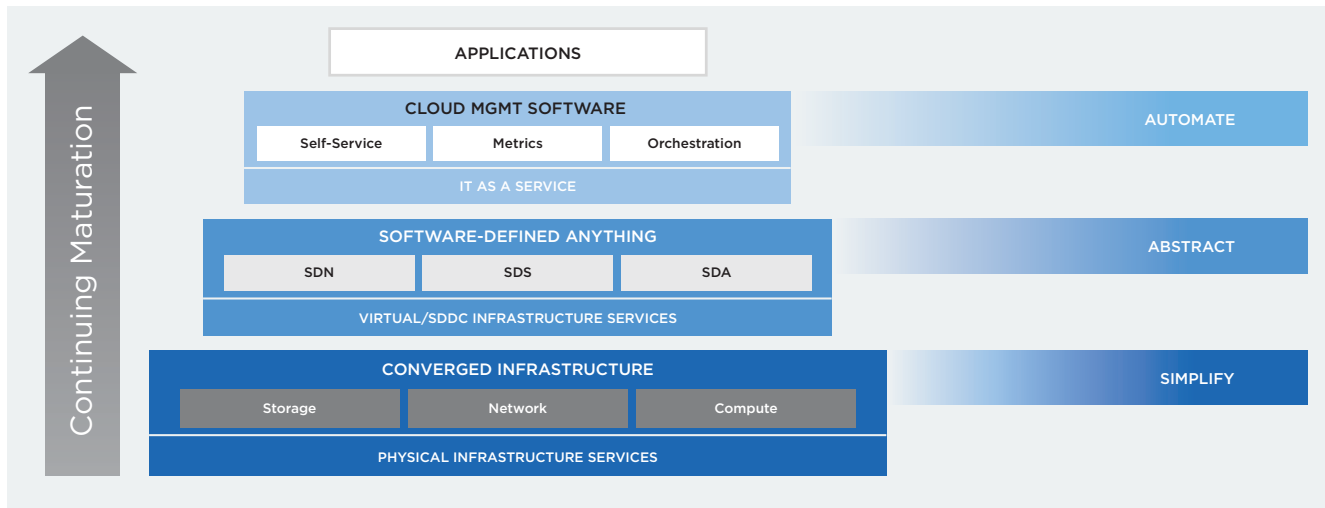 Continuing Maturation
APPLICATIONS
CLOUD MGMT SOFTWARE
Self-Service
Metrics
Orchestration
IT AS A SERVICE
AUTOMATE
SOFTWARE-DEFINED ANYTHING
SDN
SDS
SDA
VIRTUAL/SDDC INFRASTRUCTURE SERVICES
ABSTRACT
CONVERGED INFRASTRUCTURE
Storage
Network
Compute
PHYSICAL INFRASTRUCTURE SERVICES
SIMPLIFY